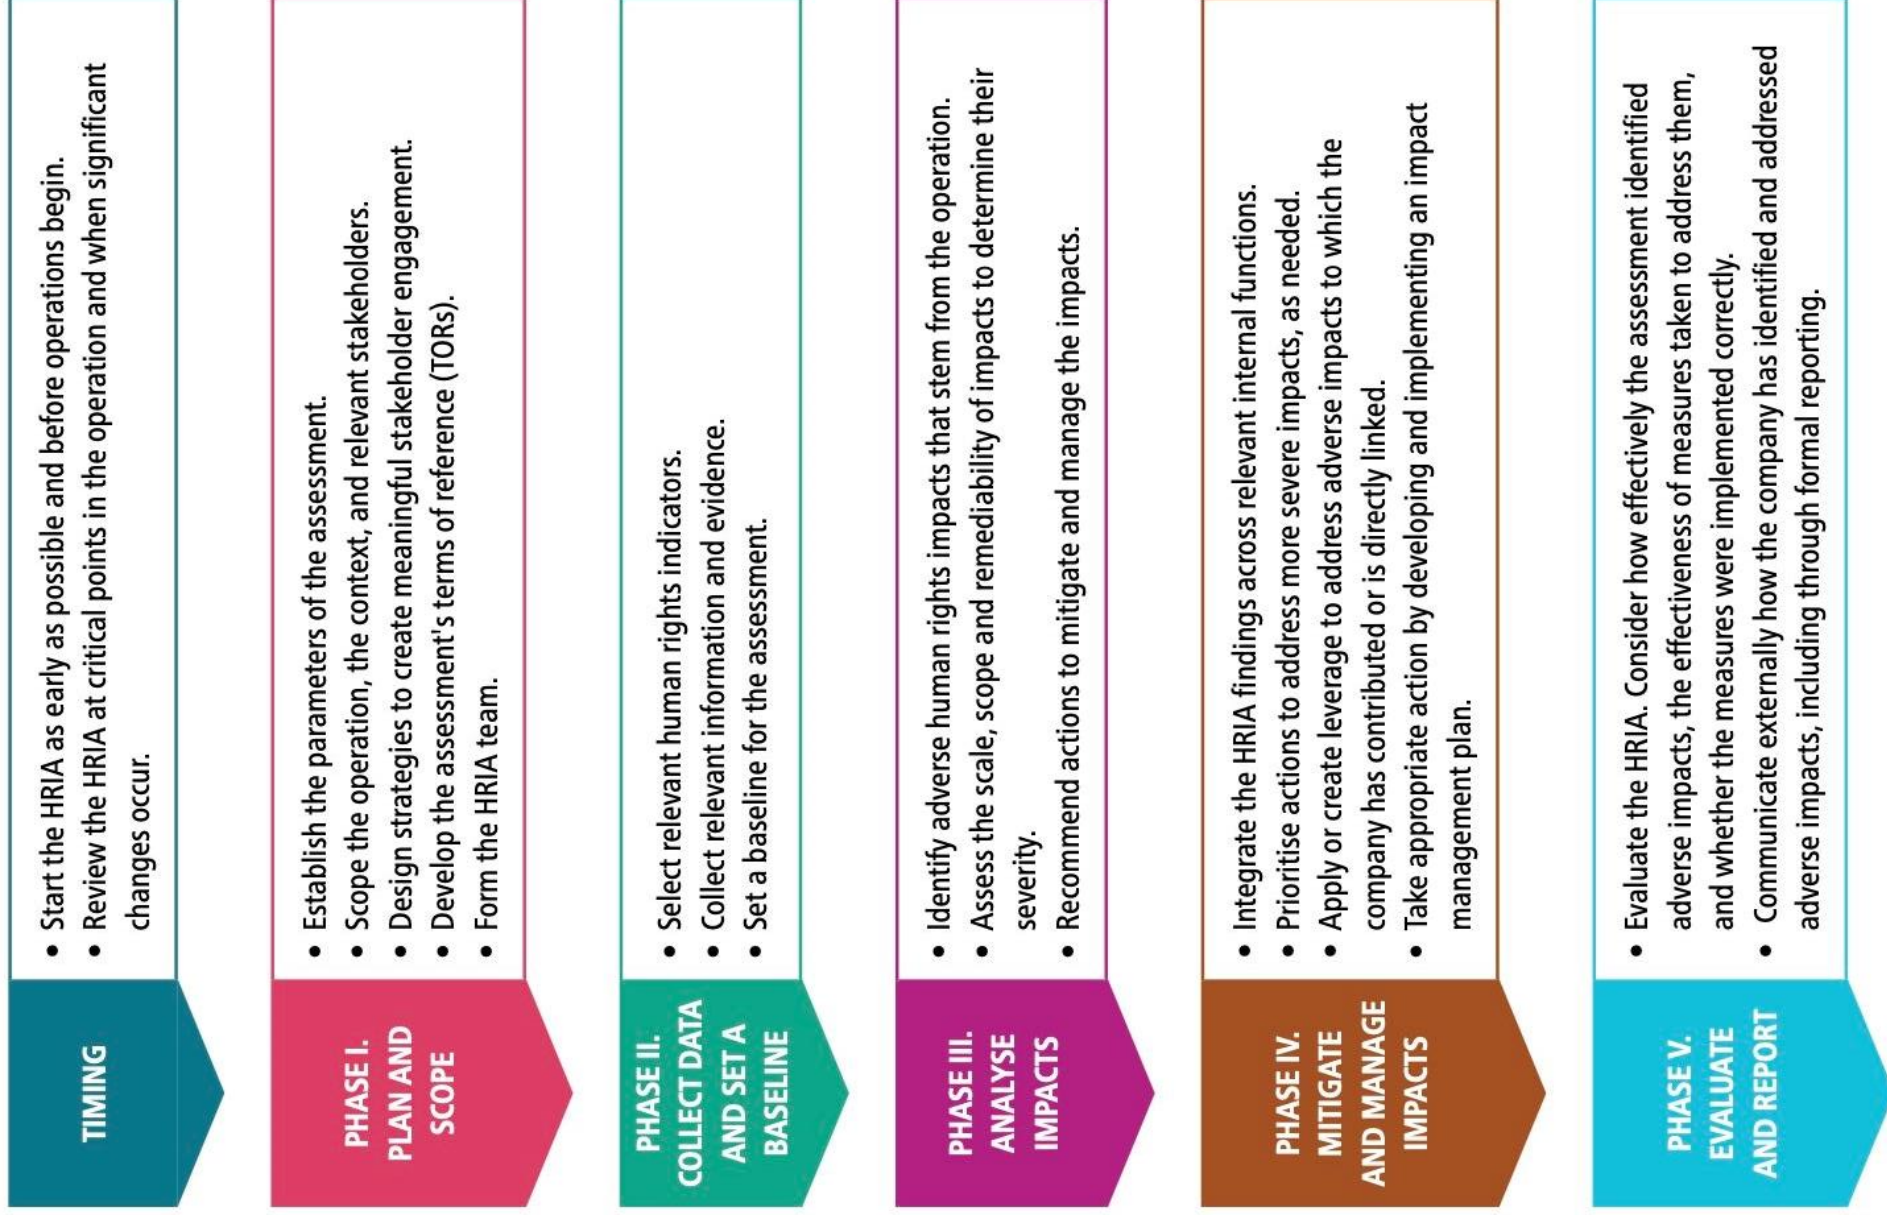 TIMING
• Start the HRIA as early as possible and before operations begin.
• Review the HRIA at critical points in the operation and when significant
changes occur.
PHASE I.
PLAN AND
SCOPE
• Establish the parameters of the assessment.
• Scope the operation, the context, and relevant stakeholders.
• Design strategies to create meaningful stakeholder engagement.
• Develop the assessment's terms of reference (TORs).
• Form the HRIA team.
PHASE II.
COLLECT DATA
AND SET A
BASELINE
• Select relevant human rights indicators.
• Collect relevant information and evidence.
• Set a baseline for the assessment.
PHASE III.
ANALYSE
IMPACTS
• Identify adverse human rights impacts that stem from the operation.
• Assess the scale, scope and remediability of impacts to determine their
severity.
• Recommend actions to mitigate and manage the impacts.
PHASE IV.
MITIGATE
AND MANAGE
IMPACTS
• Integrate the HRIA findings across relevant internal functions.
• Prioritise actions to address more severe impacts, as needed.
• Apply or create leverage to address adverse impacts to which the
company has contributed or is directly linked.
• Take appropriate action by developing and implementing an impact
management plan.
PHASE V.
EVALUATE
AND REPORT
• Evaluate the HRIA. Consider how effectively the assessment identified
adverse impacts, the effectiveness of measures taken to address them,
and whether the measures were implemented correctly.
• Communicate externally how the company has identified and addressed
adverse impacts, including through formal reporting.